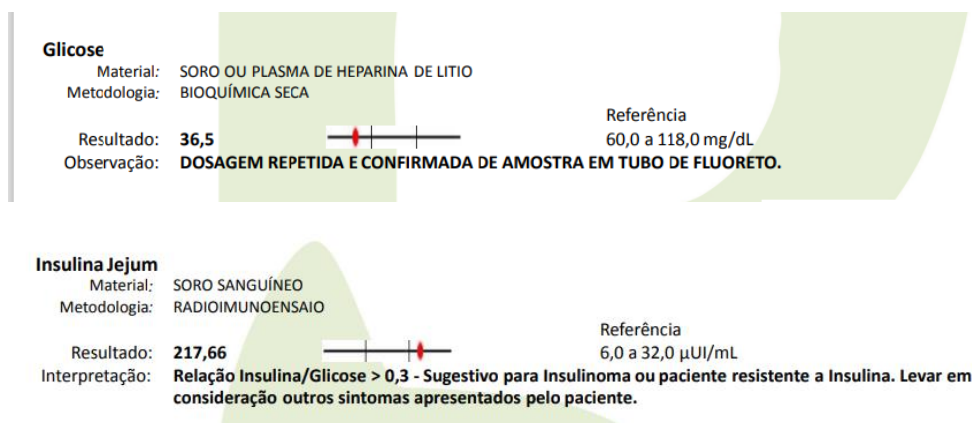 Glicose
Material: SORO OU PLASMA DE HEPARINA DE LITIO
Metodologia: BIOQUÍMICA SECA
Referência
Resultado: 36,5 60,0 a 118,0 mg/dL
Observação: DOSAGEM REPETIDA E CONFIRMADA DE AMOSTRA EM TUBO DE FLUORETO.
Insulina Jejum
Material: SORO SANGUÍNEO
Metodologia: RADIOIMUNOENSAIO
Referência
Resultado: 217,66 6,0 a 32,0 µUI/mL
Interpretação: Relação Insulina/Glicose > 0,3 - Sugestivo para Insulinoma ou paciente resistente a Insulina. Levar em
consideração outros sintomas apresentados pelo paciente.